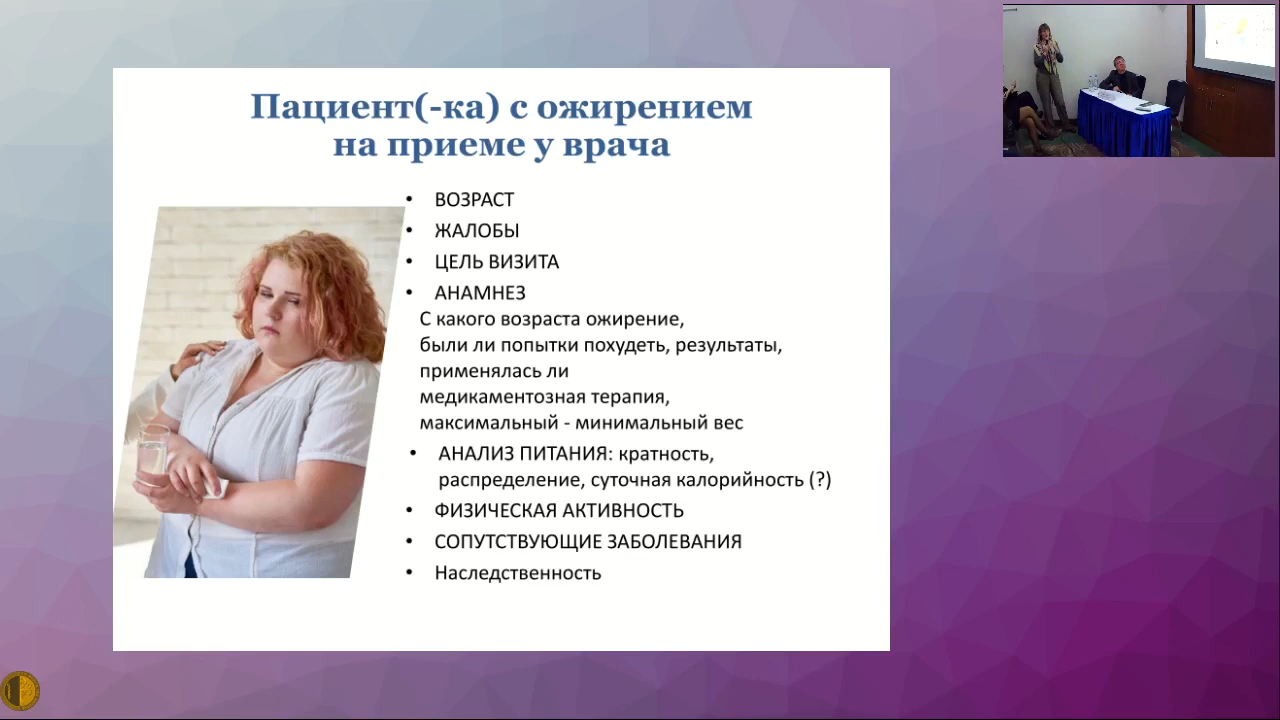 Пациент(-ка) с ожирением
на приеме у врача
• ВОЗРАСТ
• ЖАЛОБЫ
• ЦЕЛЬ ВИЗИТА
• АНАМНЕЗ
С какого возраста ожирение,
были ли попытки похудеть, результаты,
применялась ли
медикаментозная терапия,
максимальный - минимальный вес
• АНАЛИЗ ПИТАНИЯ: кратность,
распределение, суточная калорийность (?)
• ФИЗИЧЕСКАЯ АКТИВНОСТЬ
• СОПУТСТВУЮЩИЕ ЗАБОЛЕВАНИЯ
• Наследственность